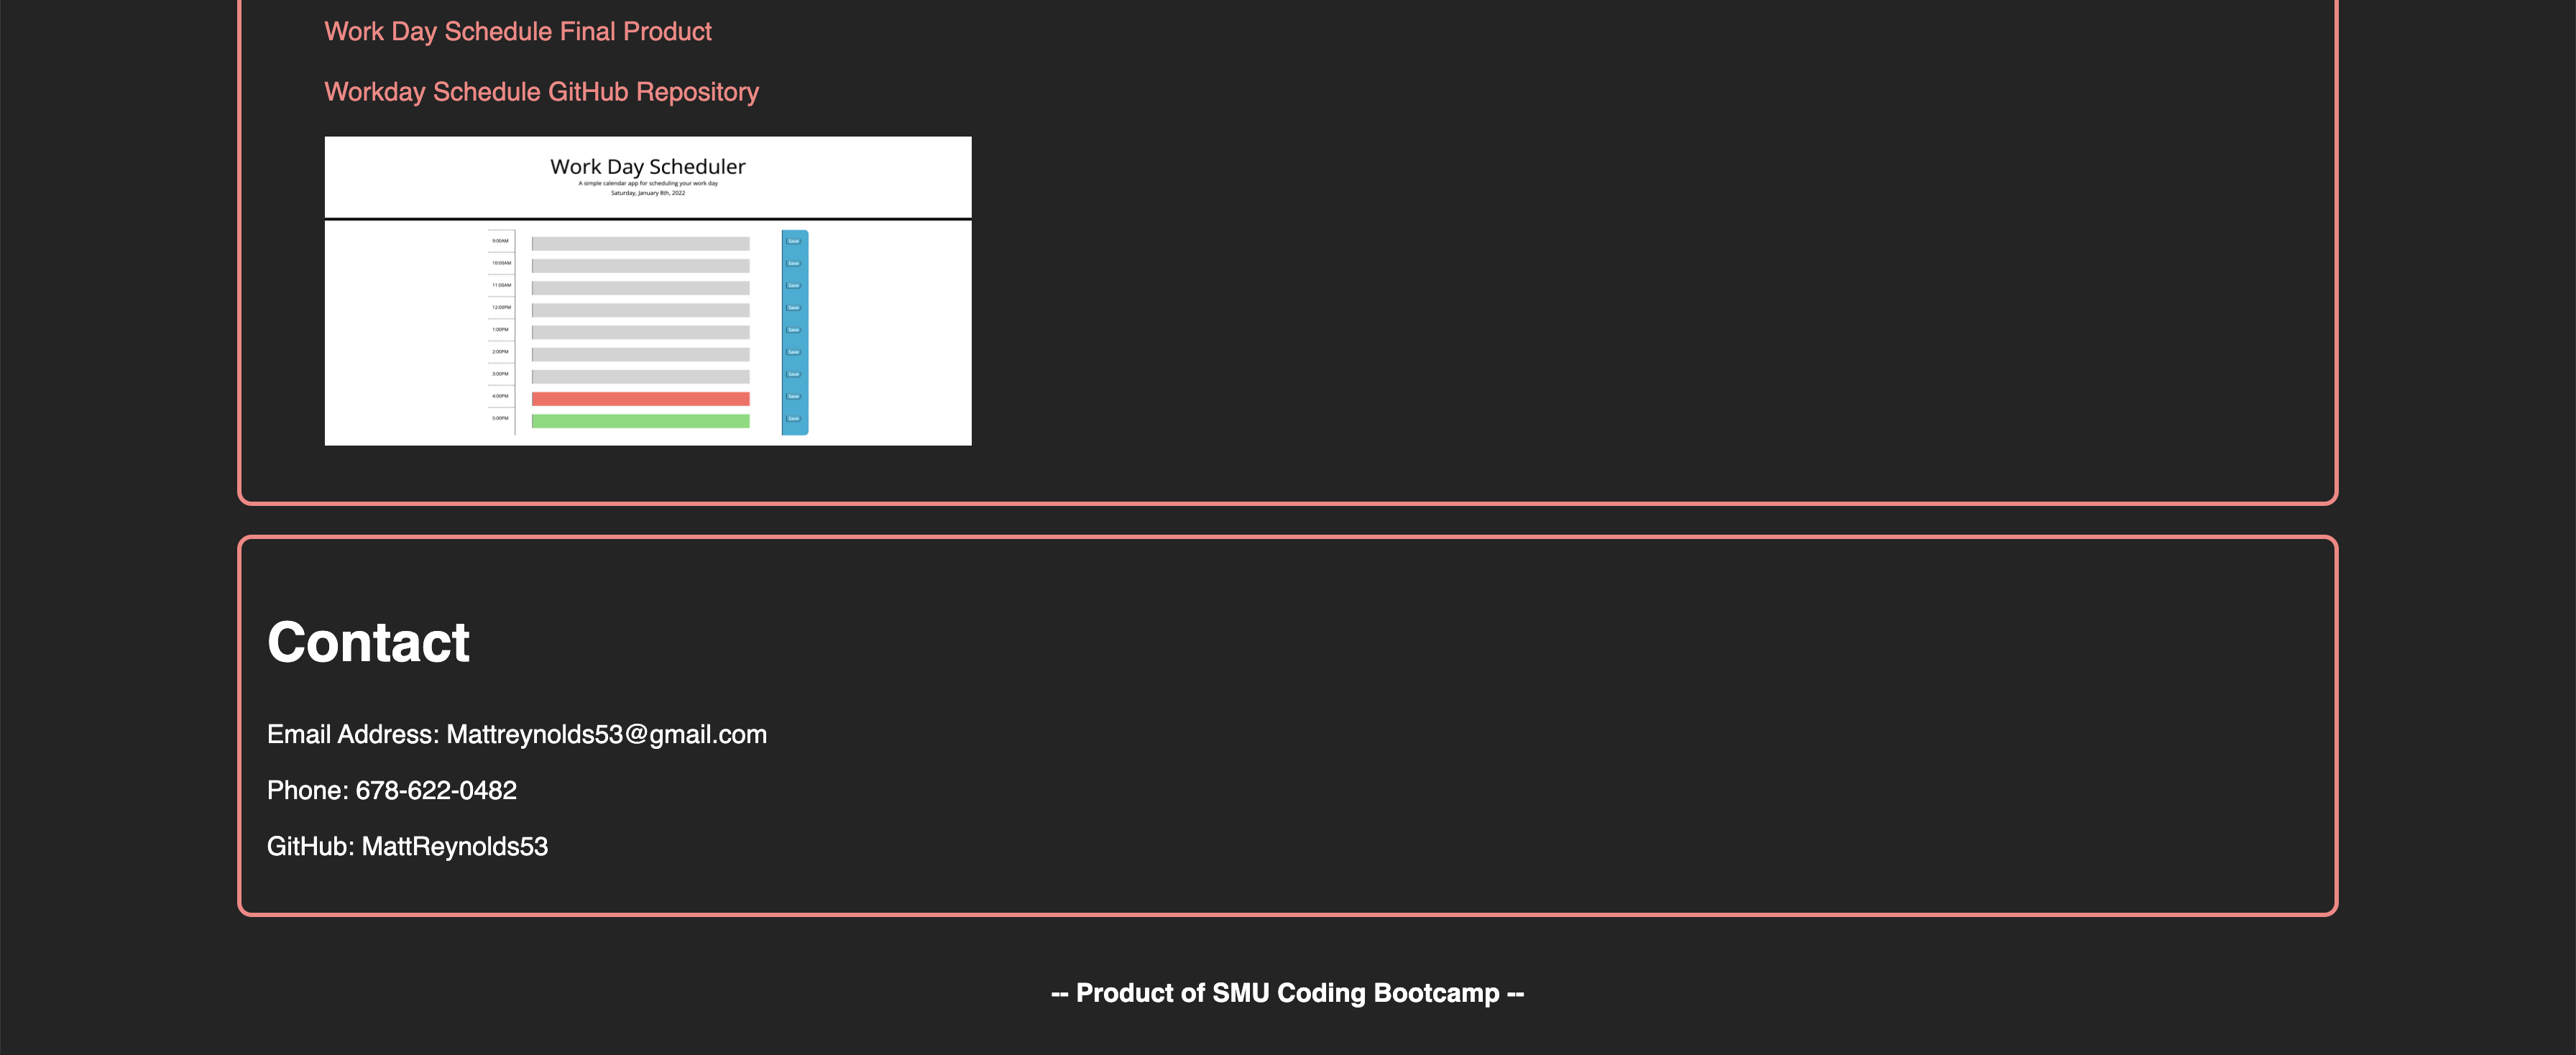 Work Day Schedule Final Product
Workday Schedule GitHub Repository
Work Day Scheduler
A simple calendar app for scheduling your work day
Saturday, January 8th, 2022
9:00AM Save
10:00AM Save
11:00AM Save
12:00PM Save
1:00PM Save
2:00PM Save
3:00PM Save
4:00PM Save
5:00PM Save
Contact
Email Address: Mattreynolds53@gmail.com
Phone: 678-622-0482
GitHub: MattReynolds53
-- Product of SMU Coding Bootcamp --